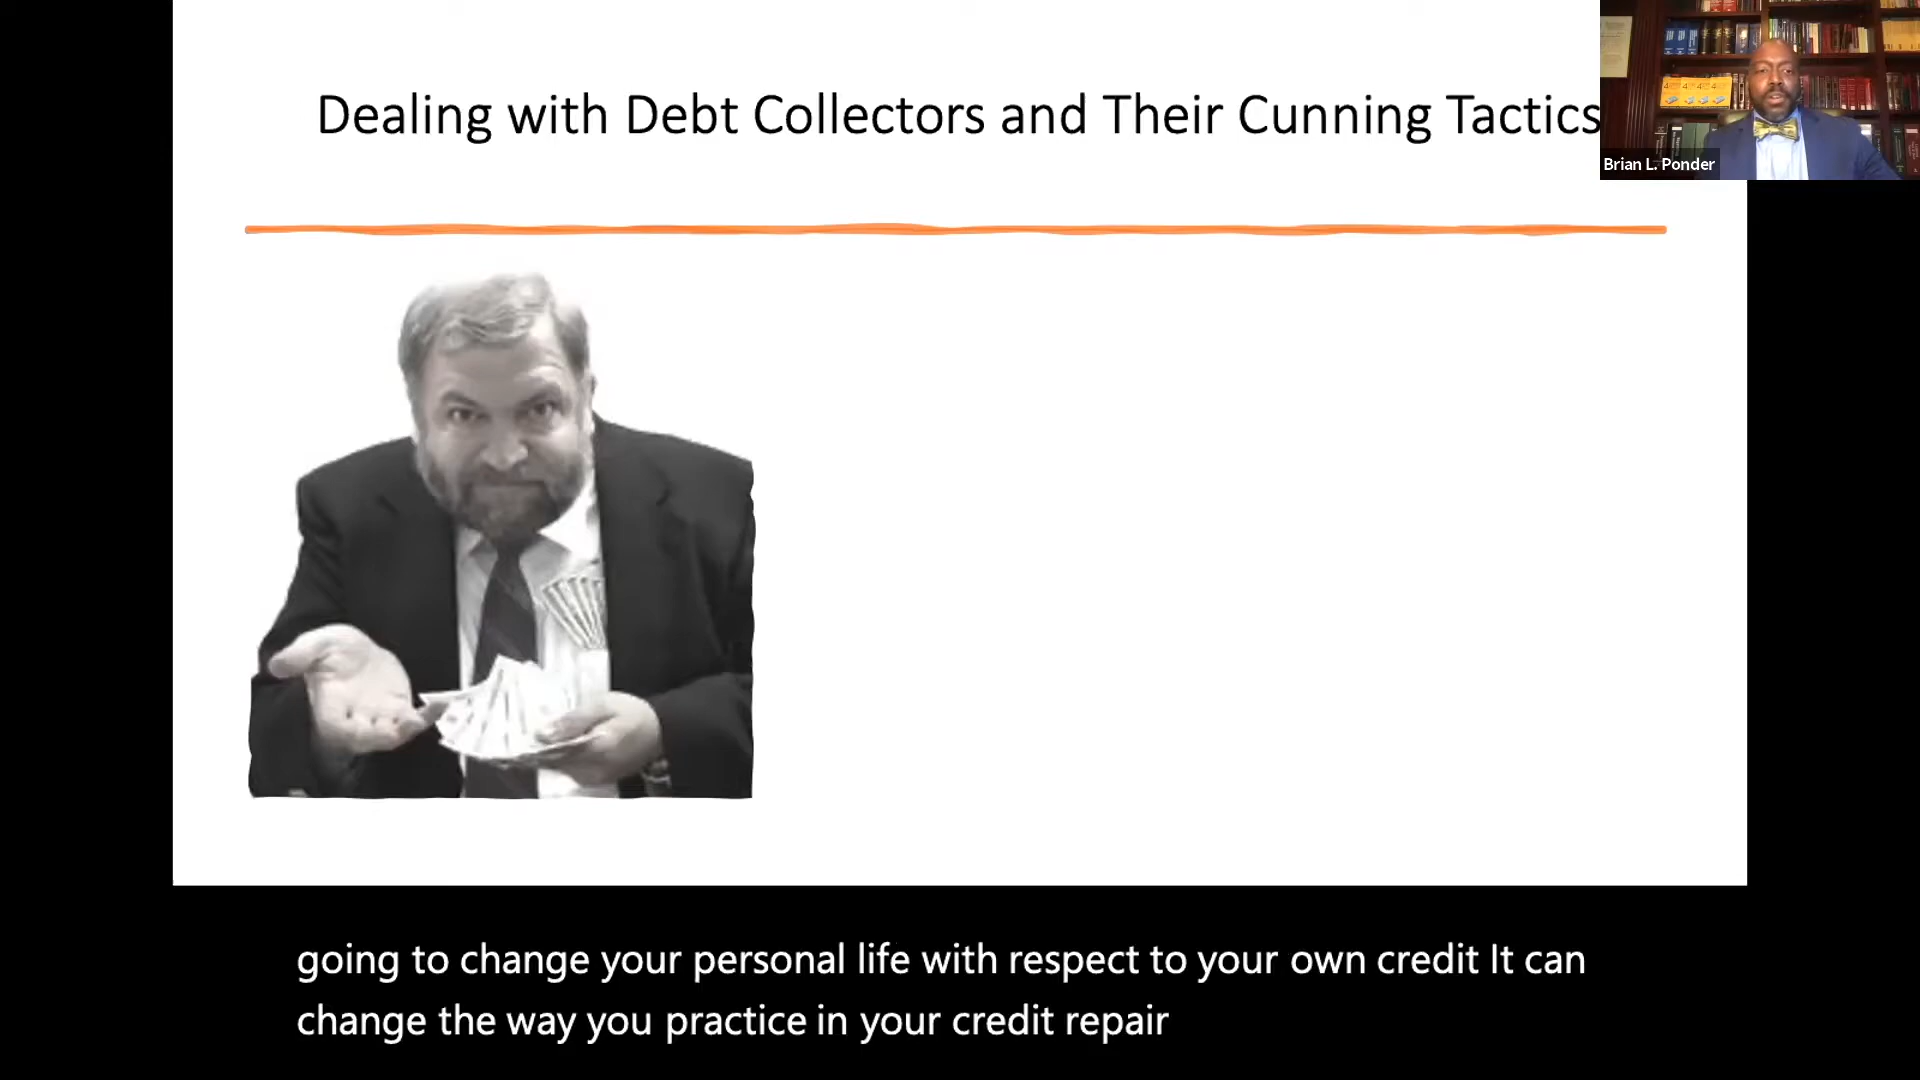 Dealing with Debt Collectors and Their Cunning Tactics
Brian L. Ponder
going to change your personal life with respect to your own credit It can
change the way you practice in your credit repair